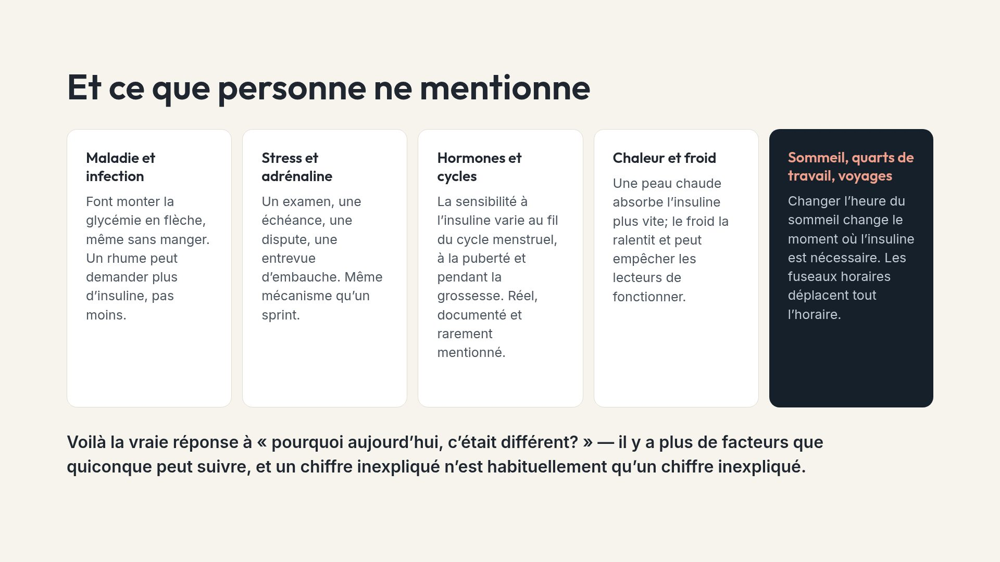 Et ce que personne ne mentionne
Maladie et
infection
Font monter la
glycémie en flèche,
même sans manger.
Un rhume peut
demander plus
d’insuline, pas
moins.
Stress et
adrénaline
Un examen, une
échéance, une
dispute, une
entrevue
d’embauche. Même
mécanisme qu’un
sprint.
Hormones et
cycles
La sensibilité à
l’insuline varie au fil
du cycle menstruel,
à la puberté et
pendant la
grossesse. Réel,
documenté et
rarement
mentionné.
Chaleur et froid
Une peau chaude
absorbe l’insuline
plus vite; le froid la
ralentit et peut
empêcher les
lecteurs de
fonctionner.
Sommeil, quarts de
travail, voyages
Changer l’heure du
sommeil change le
moment où l’insuline
est nécessaire. Les
fuseaux horaires
déplacent tout
l’horaire.
Voilà la vraie réponse à « pourquoi aujourd’hui, c’était différent? » — il y a plus de facteurs que
quiconque peut suivre, et un chiffre inexpliqué n’est habituellement qu’un chiffre inexpliqué.